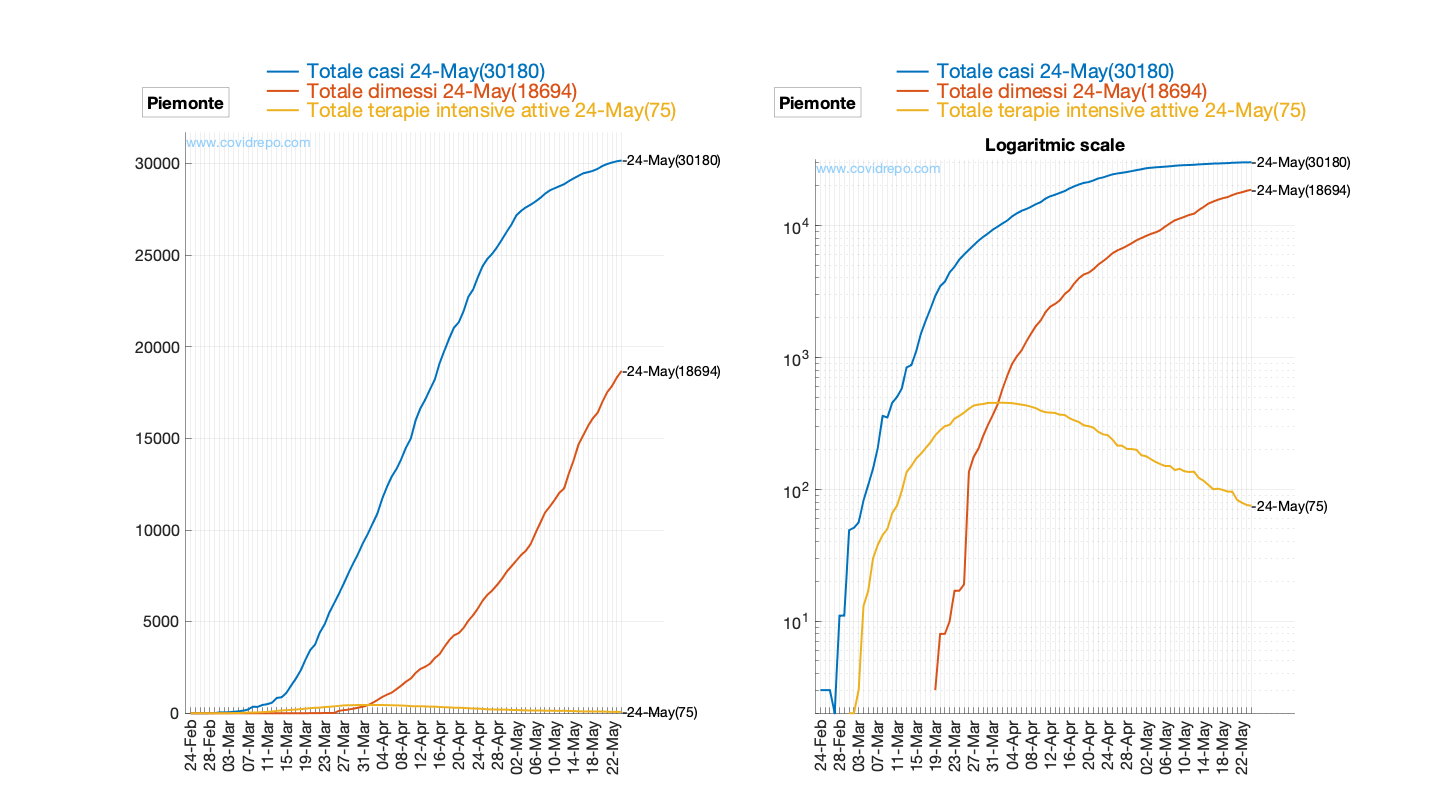 Totale casi 24-May(30180)
Totale dimessi 24-May(18694)
Totale terapie intensive attive 24-May(75)
Piemonte
www.covidrepo.com
30000
25000
20000
15000
10000
5000
0
-24-May(30180)
-24-May(18694)
-24-May(75)
24-Feb
28-Feb
03-Mar
07-Mar
11-Mar
15-Mar
19-Mar
23-Mar
27-Mar
31-Mar
04-Apr
08-Apr
12-Apr
16-Apr
20-Apr
24-Apr
28-Apr
02-May
06-May
10-May
14-May
18-May
22-May
Totale casi 24-May(30180)
Totale dimessi 24-May(18694)
Totale terapie intensive attive 24-May(75)
Piemonte
Logaritmic scale
www.covidrepo.com
10^4
10^3
10^2
10^1
-24-May(30180)
-24-May(18694)
-24-May(75)
24-Feb
28-Feb
03-Mar
07-Mar
11-Mar
15-Mar
19-Mar
23-Mar
27-Mar
31-Mar
04-Apr
08-Apr
12-Apr
16-Apr
20-Apr
24-Apr
28-Apr
02-May
06-May
10-May
14-May
18-May
22-May